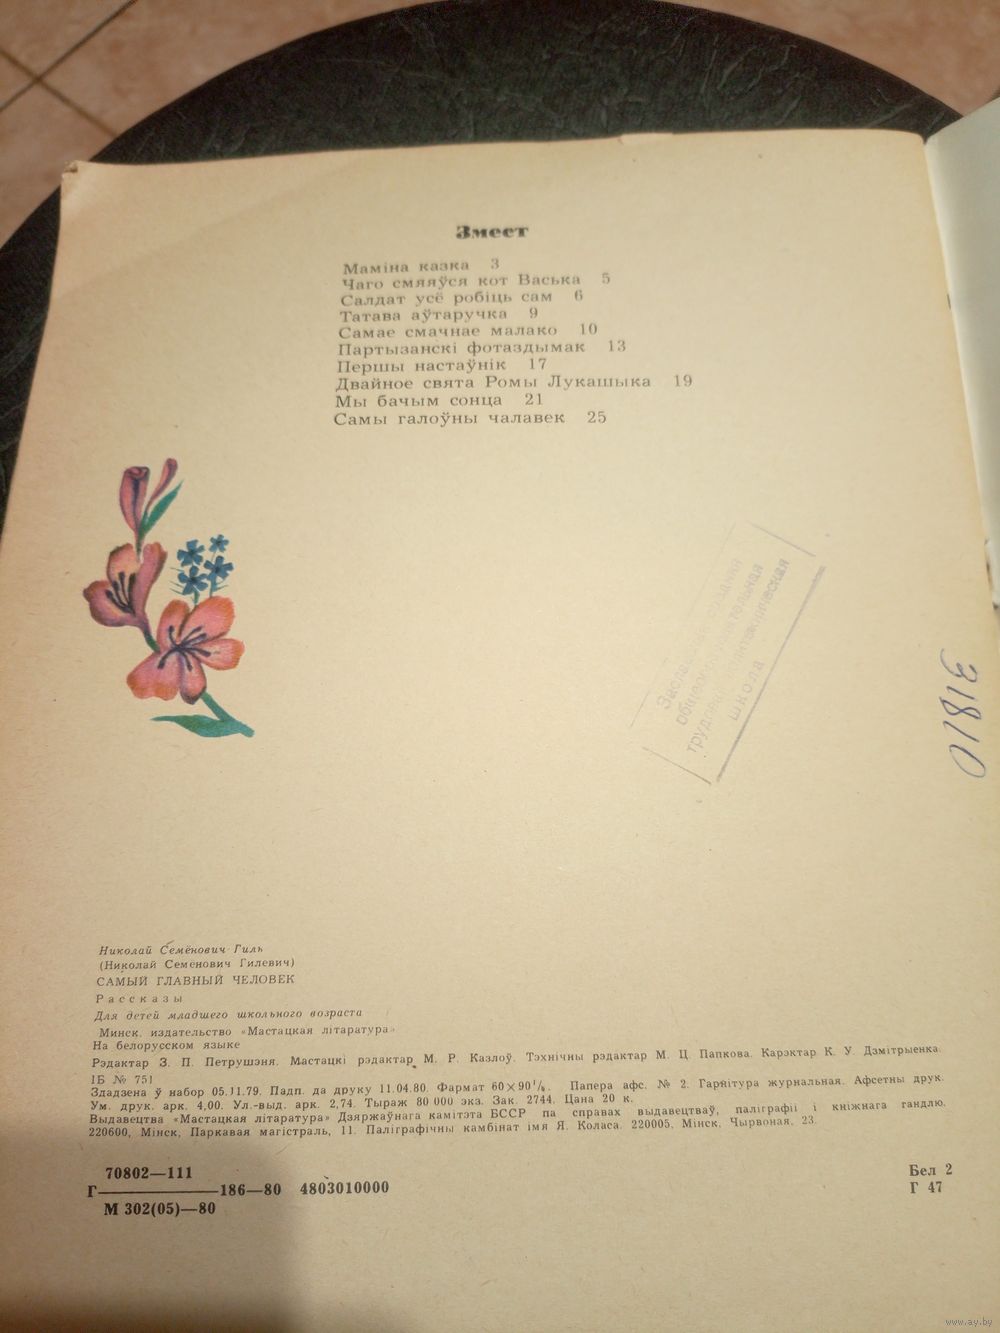 Змест
Маміна казка 3
Чаго смяяўся кот Васька 5
Салдат усё робіць сам 6
Татава аўтаручка 9
Самае смачнае малако 10
Партызанскі фотаздымак 13
Першы настаўнік 17
Двайное свята Ромы Лукашыка 19
Мы бачым сонца 21
Самы галоўны чалавек 25
общеобразовательная
трудовая политехническая
школа
31810
Николай Семёнович Гиль
(Николай Семенович Гилевич)
САМЫЙ ГЛАВНЫЙ ЧЕЛОВЕК
Рассказы
Для детей младшего школьного возраста
Минск, издательство «Мастацкая літаратура»
На белорусском языке
Рэдактар З. П. Петрушэня. Мастацкі рэдактар М. Р. Казлоў. Тэхнічны рэдактар М. Ц. Папкова. Карэктар К. У. Дзмітрыенка.
ІБ № 751
Здадзена ў набор 05.11.79. Падп. да друку 11.04.80. Фармат 60×90¹/₈. Папера афс. № 2. Гарнітура журнальная. Афсетны друк.
Ум. друк. арк. 4,00. Ул.-выд. арк. 2,74. Тыраж 80 000 экз. Зак. 2744. Цана 20 к.
Выдавецтва «Мастацкая літаратура» Дзяржаўнага камітэта БССР па справах выдавецтваў, паліграфіі і кніжнага гандлю.
220600, Мінск, Паркавая магістраль, 11. Паліграфічны камбінат імя Я. Коласа. 220005, Мінск, Чырвоная, 23.
70802—111
Г————186—80 4803010000
М 302(05)—80
Бел 2
Г 47
www.ay.by